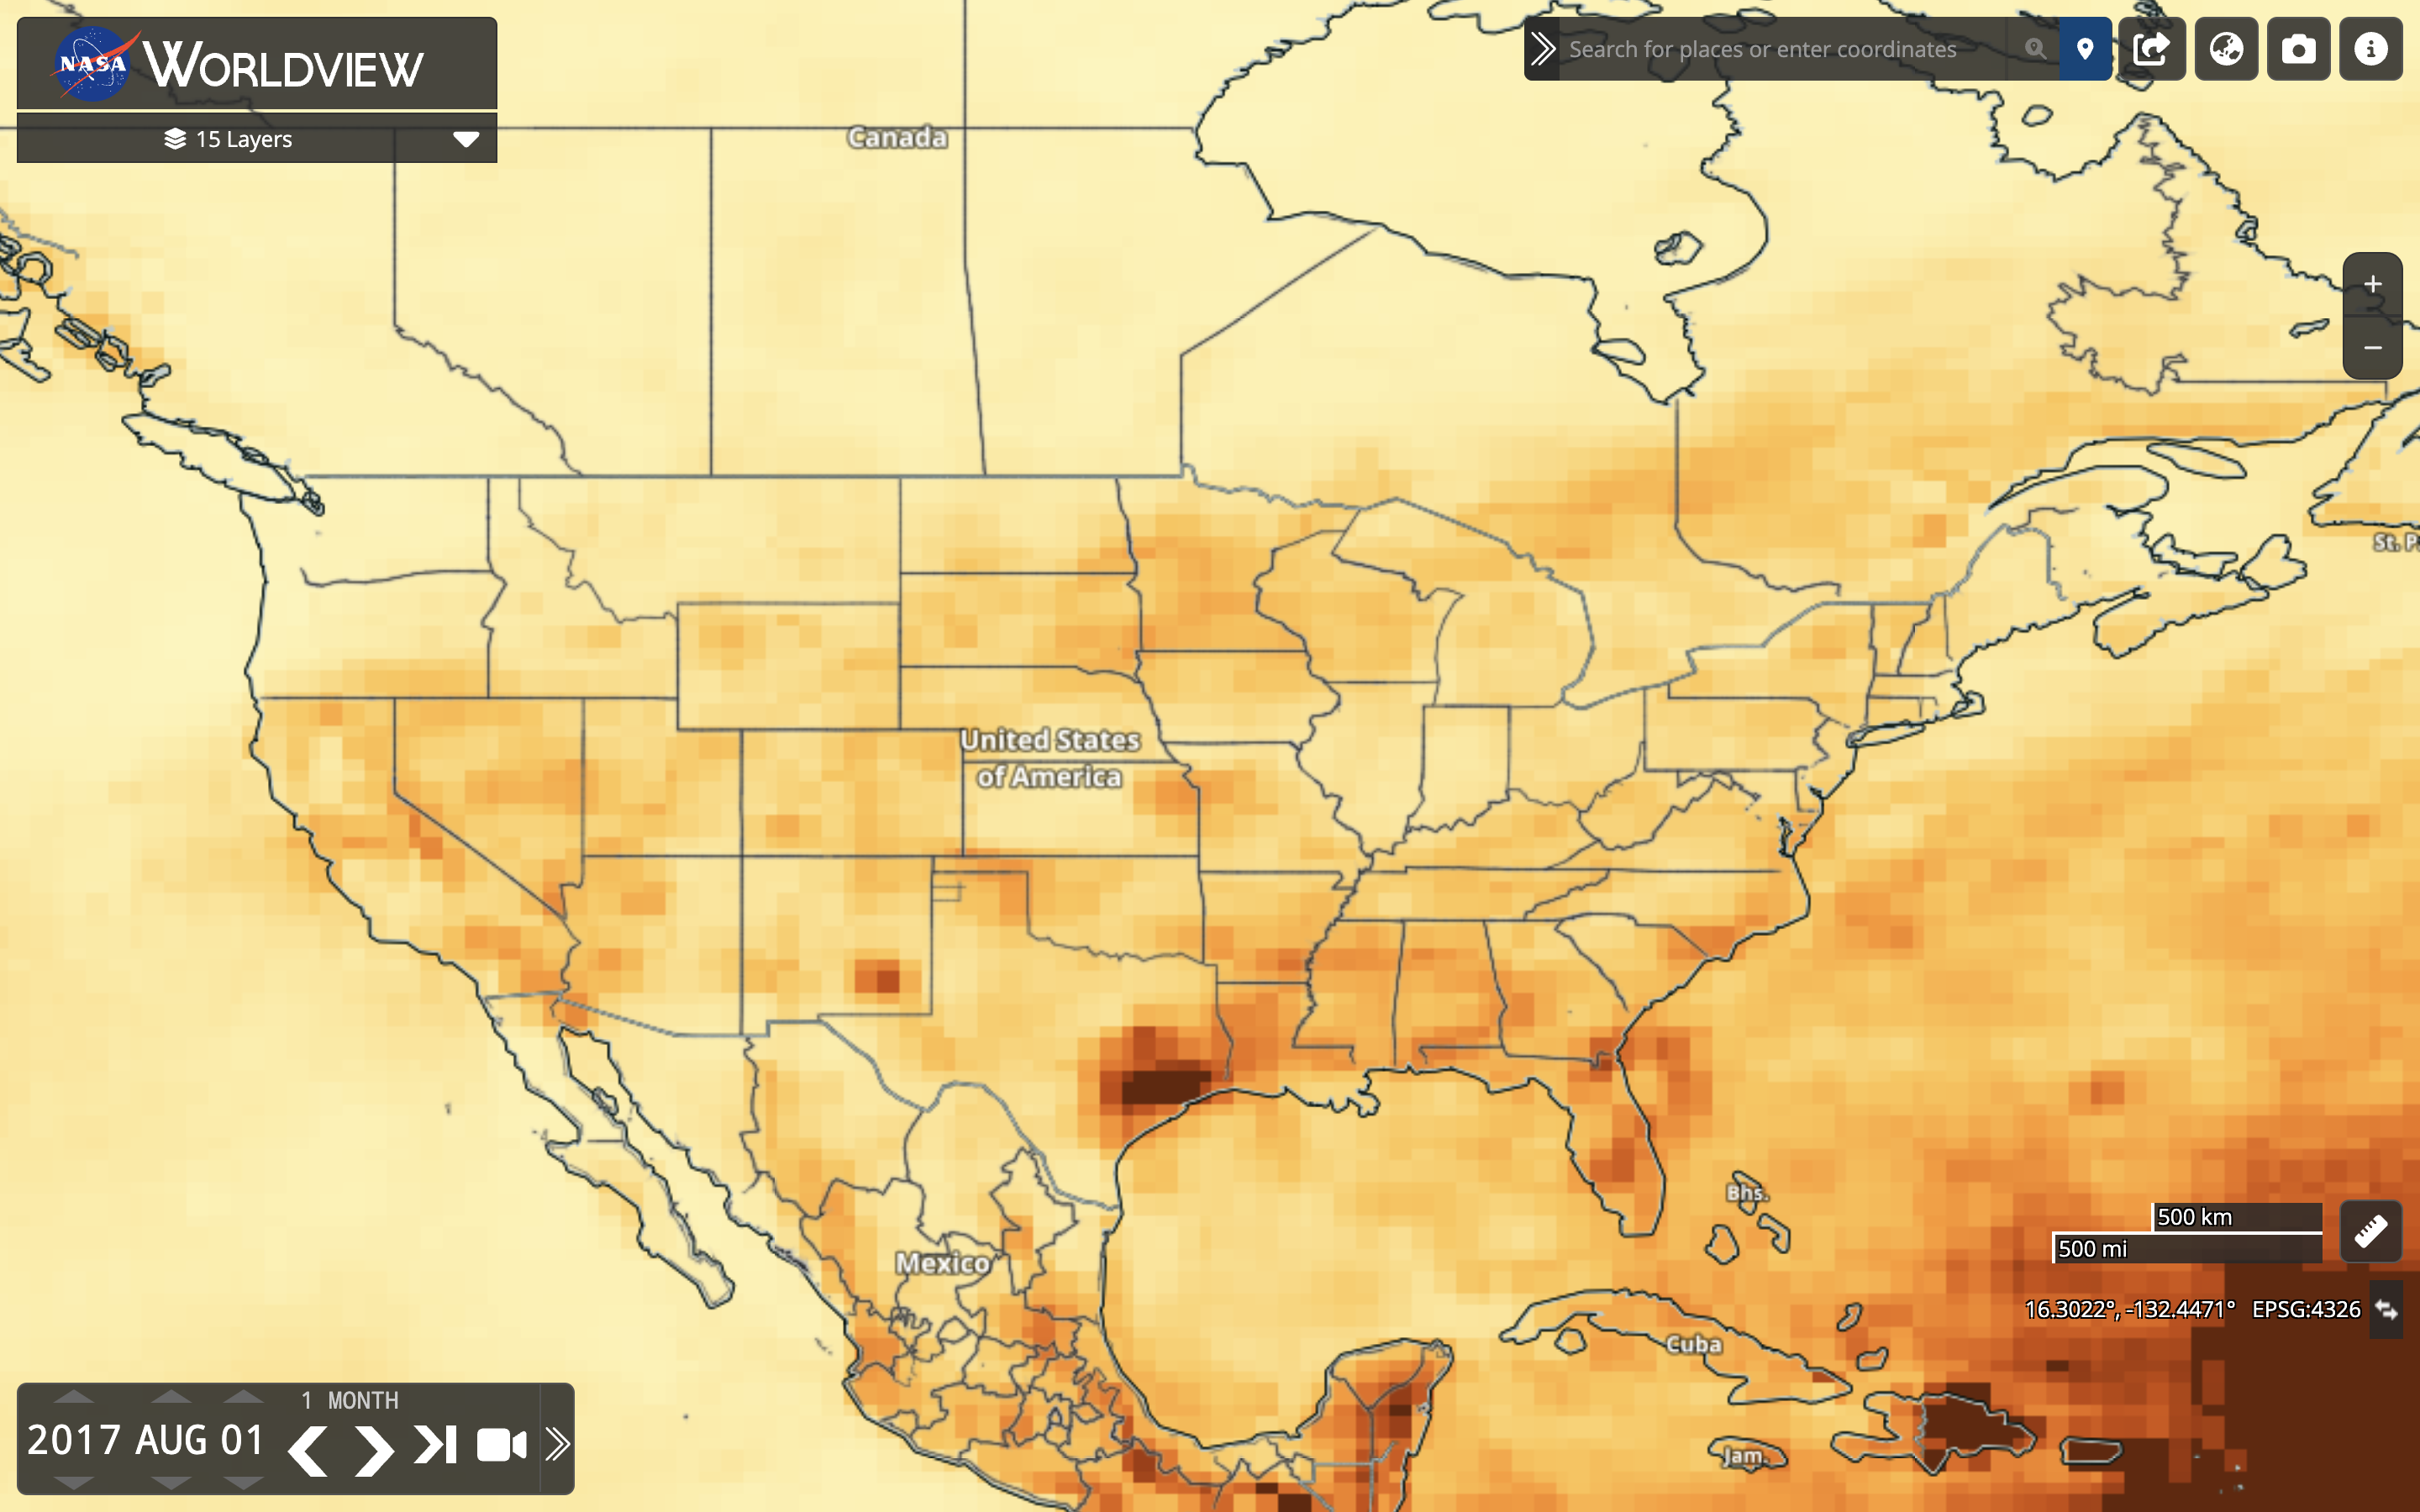 NASA WORLDVIEW
15 Layers
Search for places or enter coordinates
Canada
+
−
St. P
United States
of America
Bhs.
500 km
500 mi
Mexico
16.3022°, -132.4471° EPSG:4326
Cuba
Jam.
1 MONTH
2017 AUG 01